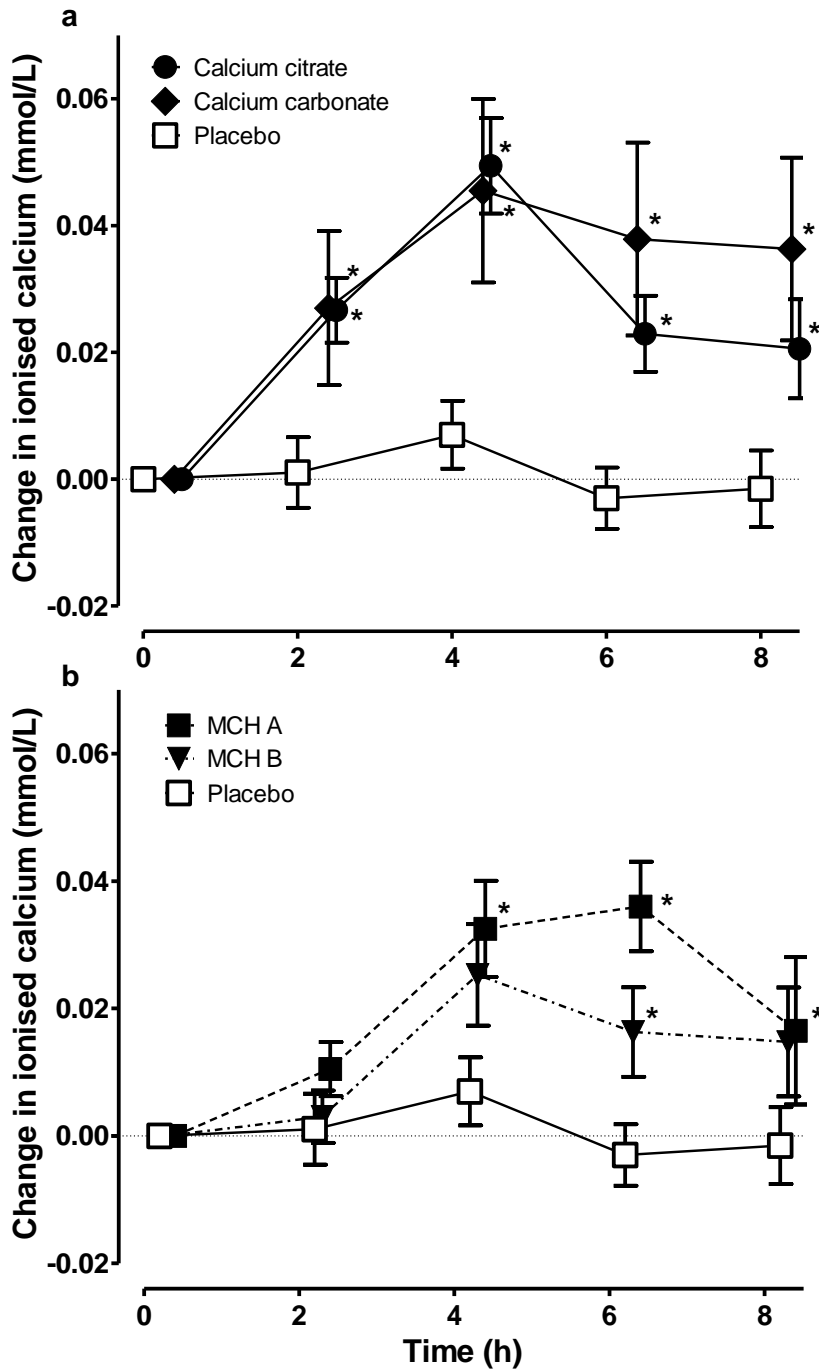 a
Calcium citrate
Calcium carbonate
Placebo
Change in ionised calcium (mmol/L)
0.06
0.04
0.02
0.00
-0.02
*
*
*
*
*
*
*
*
0 2 4 6 8
b
MCH A
MCH B
Placebo
Change in ionised calcium (mmol/L)
0.06
0.04
0.02
0.00
-0.02
*
*
*
*
0 2 4 6 8
Time (h)